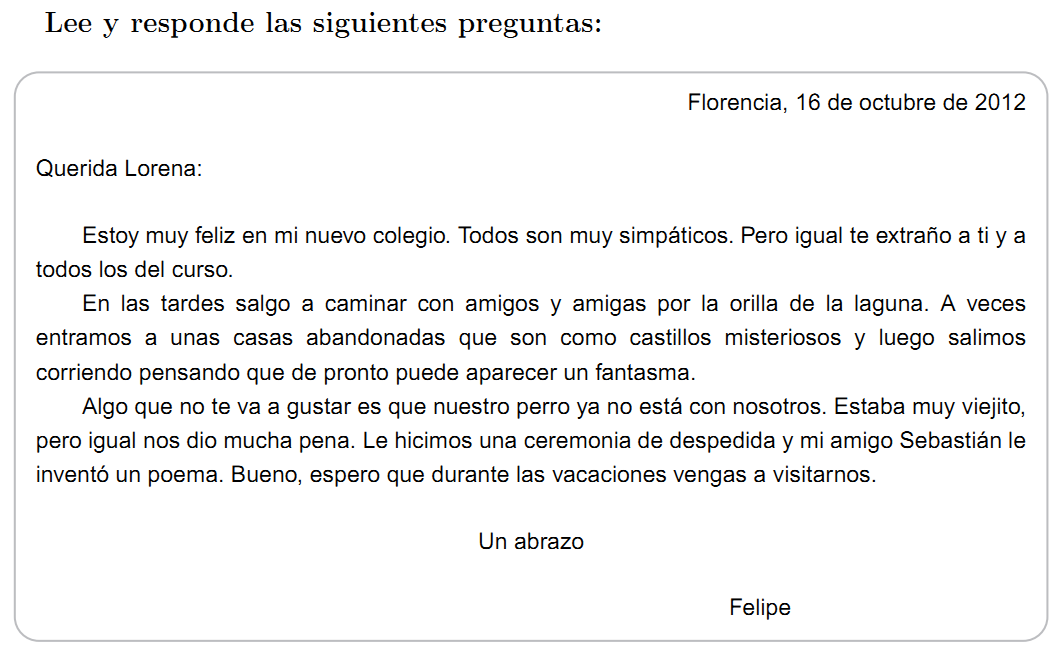 Lee y responde las siguientes preguntas:
Florencia, 16 de octubre de 2012
Querida Lorena:
Estoy muy feliz en mi nuevo colegio. Todos son muy simpáticos. Pero igual te extraño a ti y a
todos los del curso.
En las tardes salgo a caminar con amigos y amigas por la orilla de la laguna. A veces
entramos a unas casas abandonadas que son como castillos misteriosos y luego salimos
corriendo pensando que de pronto puede aparecer un fantasma.
Algo que no te va a gustar es que nuestro perro ya no está con nosotros. Estaba muy viejito,
pero igual nos dio mucha pena. Le hicimos una ceremonia de despedida y mi amigo Sebastián le
inventó un poema. Bueno, espero que durante las vacaciones vengas a visitarnos.
Un abrazo
Felipe